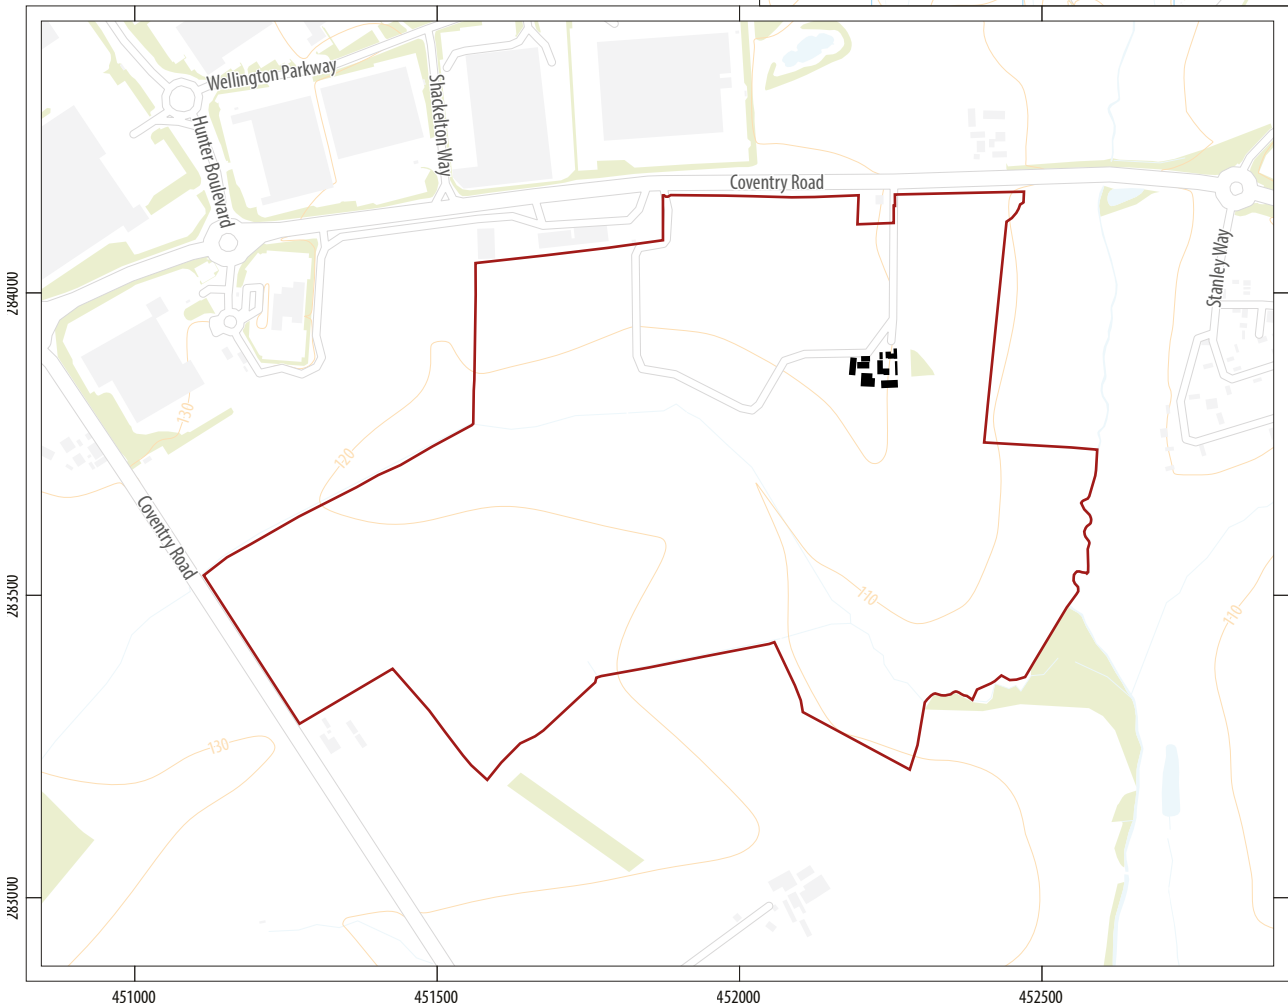 Wellington Parkway
Shackelton Way
Hunter Boulevard
Coventry Road
Stanley Way
284000
130
120
Coventry Road
283500
110
110
130
283000
451000
451500
452000
452500